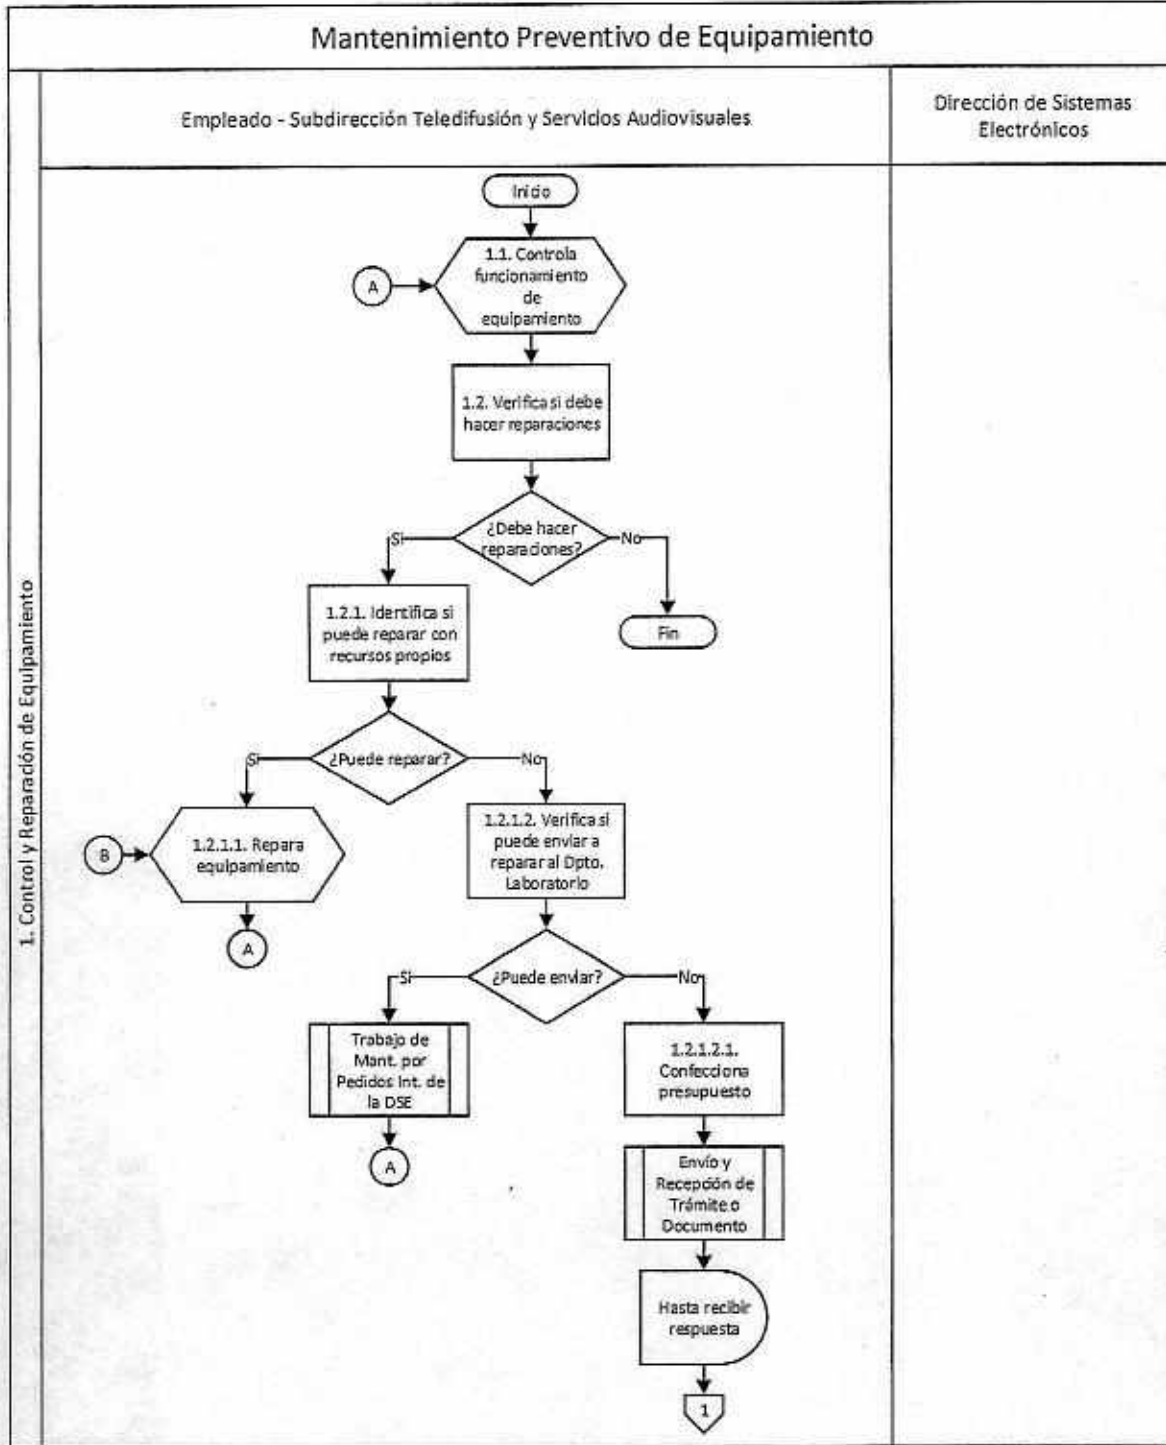 Mantenimiento Preventivo de Equipamiento
Empleado - Subdirección Teledifusión y Servicios Audiovisuales
Dirección de Sistemas
Electrónicos
1. Control y Reparación de Equipamiento
Inicio
A
1.1. Controla
funcionamiento
de
equipamiento
1.2. Verifica si debe
hacer reparaciones
¿Debe hacer
reparaciones?
Si
No
1.2.1. Identifica si
puede reparar con
recursos propios
Fin
¿Puede reparar?
Si
No
B
1.2.1.1. Repara
equipamiento
A
1.2.1.2. Verifica si
puede enviar a
reparar al Dpto.
Laboratorio
¿Puede enviar?
Si
No
Trabajo de
Mant. por
Pedidos Int. de
la DSE
A
1.2.1.2.1.
Confecciona
presupuesto
Envío y
Recepción de
Trámite o
Documento
Hasta recibir
respuesta
1